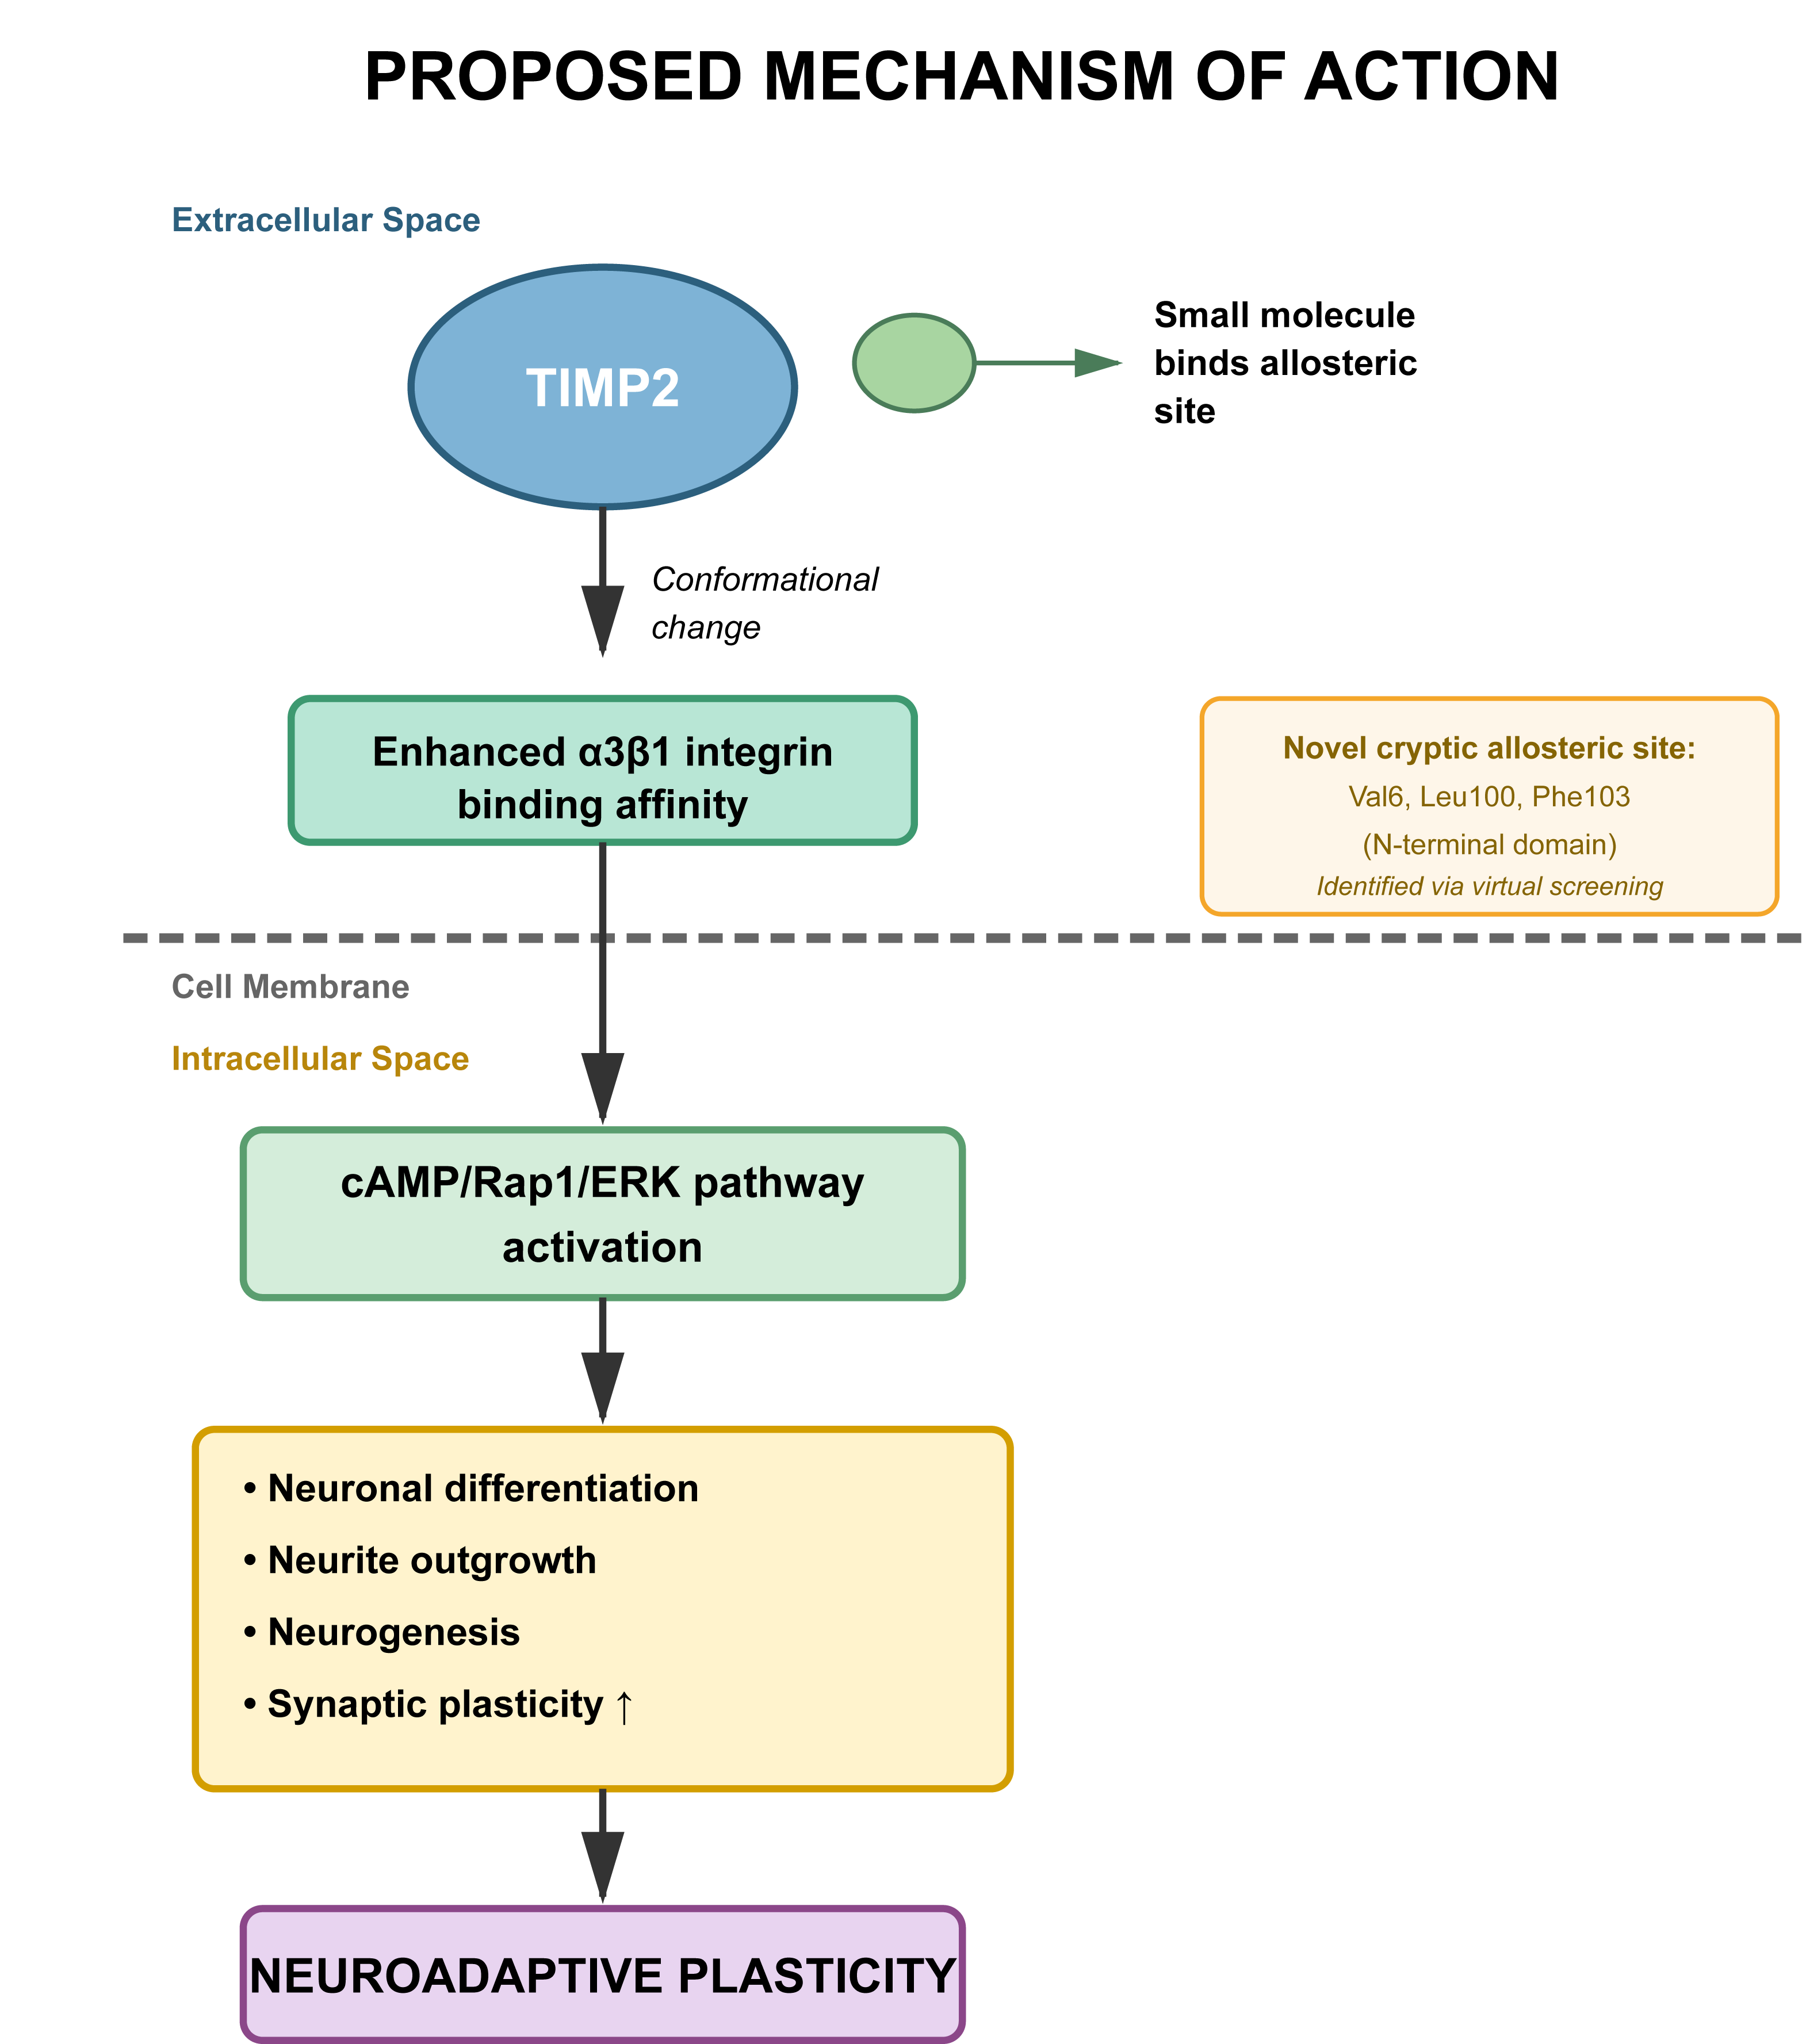 PROPOSED MECHANISM OF ACTION
Extracellular Space
TIMP2
Small molecule
binds allosteric
site
Conformational
change
Enhanced α3β1 integrin
binding affinity
Novel cryptic allosteric site:
Val6, Leu100, Phe103
(N-terminal domain)
Identified via virtual screening
Cell Membrane
Intracellular Space
cAMP/Rap1/ERK pathway
activation
• Neuronal differentiation
• Neurite outgrowth
• Neurogenesis
• Synaptic plasticity ↑
NEUROADAPTIVE PLASTICITY